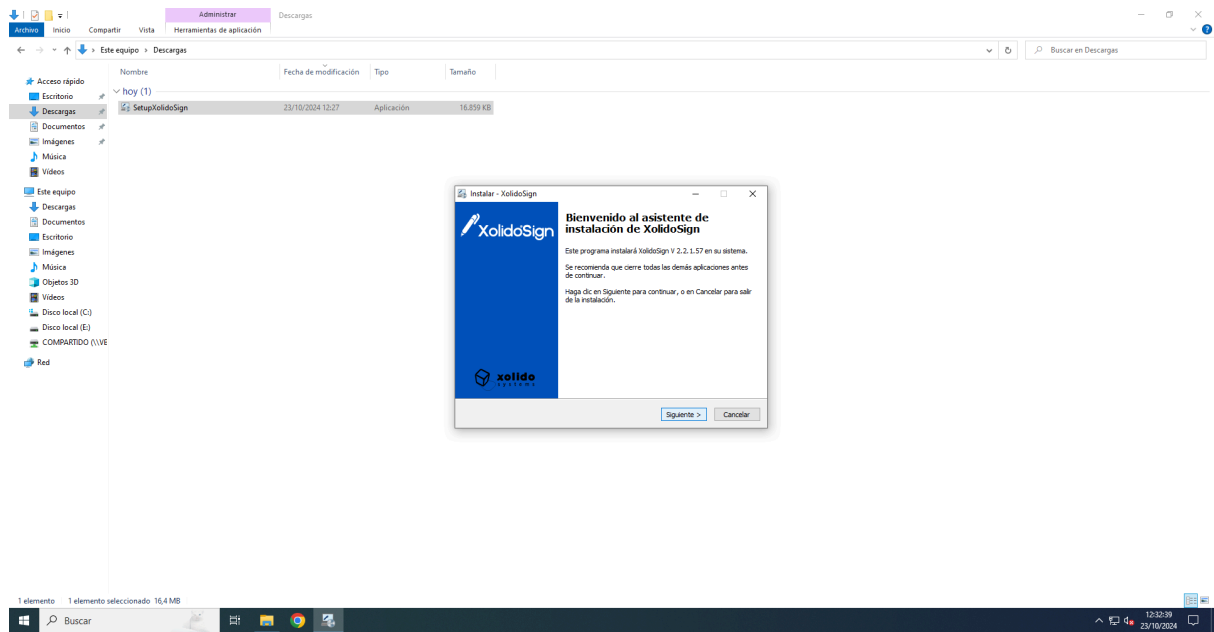 Administrar
Descargas
Archivo Inicio Compartir Vista Herramientas de aplicación
Este equipo > Descargas
Buscar en Descargas
Nombre Fecha de modificación Tipo Tamaño
Acceso rápido
hoy (1)
Escritorio
SetupXolidoSign 23/10/2024 12:27 Aplicación 16.859 KB
Descargas
Documentos
Imágenes
Música
Vídeos
Este equipo
Descargas
Documentos
Escritorio
Imágenes
Música
Objetos 3D
Vídeos
Disco local (C:)
Disco local (E:)
COMPARTIDO (\\VE
Red
Instalar - XolidoSign
XolidoSign
Bienvenido al asistente de
instalación de XolidoSign
Este programa instalará XolidoSign V 2.2.1.57 en su sistema.
Se recomienda que cierre todas las demás aplicaciones antes
de continuar.
Haga clic en Siguiente para continuar, o en Cancelar para salir
de la instalación.
xolido
systems
Siguiente > Cancelar
1 elemento 1 elemento seleccionado 16,4 MB
Buscar
12:32:39
23/10/2024